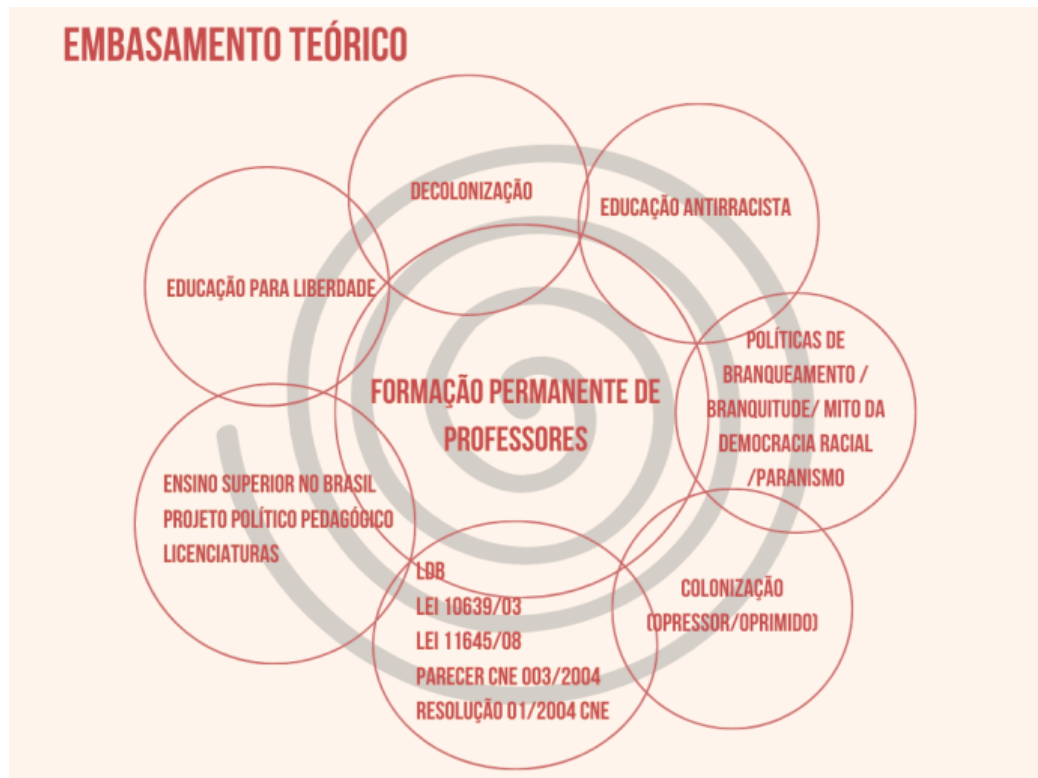 EMBASAMENTO TEÓRICO
DECOLONIZAÇÃO
EDUCAÇÃO ANTIRRACISTA
EDUCAÇÃO PARA LIBERDADE
POLÍTICAS DE
BRANQUEAMENTO /
BRANQUITUDE/ MITO DA
DEMOCRACIA RACIAL
/PARANISMO
FORMAÇÃO PERMANENTE DE
PROFESSORES
ENSINO SUPERIOR NO BRASIL
PROJETO POLÍTICO PEDAGÓGICO
LICENCIATURAS
LDB
LEI 10639/03
LEI 11645/08
PARECER CNE 003/2004
RESOLUÇÃO 01/2004 CNE
COLONIZAÇÃO
(OPRESSOR/OPRIMIDO)